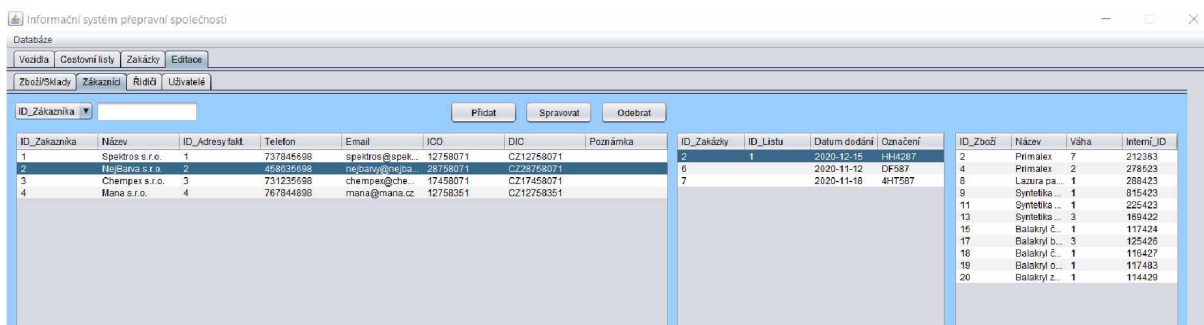 Informační systém přepravní společnosti
Databáze
Vozidla Cestovní listy Zakázky Editace
Zboží/Sklady Zákazníci Řidiči Uživatelé
ID_Zákazníka Přidat Spravovat Odebrat
ID_Zakaznika Název ID_Adresy fakt. Telefon Email ICO DIC Poznámka
1 Spektros s.r.o. 1 737845698 spektros@spek... 12758071 CZ12758071
2 NejBarva s.r.o. 2 458635698 nejbarvy@nejba... 28758071 CZ28758071
3 Chempex s.r.o. 3 731235698 chempex@che... 17458071 CZ17458071
4 Mana s.r.o. 4 767844898 mana@mana.cz 12758351 CZ12758351
ID_Zakázky ID_Listu Datum dodání Označení
2 1 2020-12-15 HH4287
6 2020-11-12 DF587
7 2020-11-18 4HT587
ID_Zboží Název Váha Interní_ID
2 Primalex 7 212363
4 Primalex 2 278523
8 Lazura pa... 1 288423
9 Syntetika ... 1 815423
11 Syntetika ... 1 225423
13 Syntetika ... 3 169422
15 Balakryl č... 1 117424
17 Balakryl b... 3 125426
18 Balakryl č... 1 116427
19 Balakryl o... 1 117483
20 Balakryl z... 1 114429